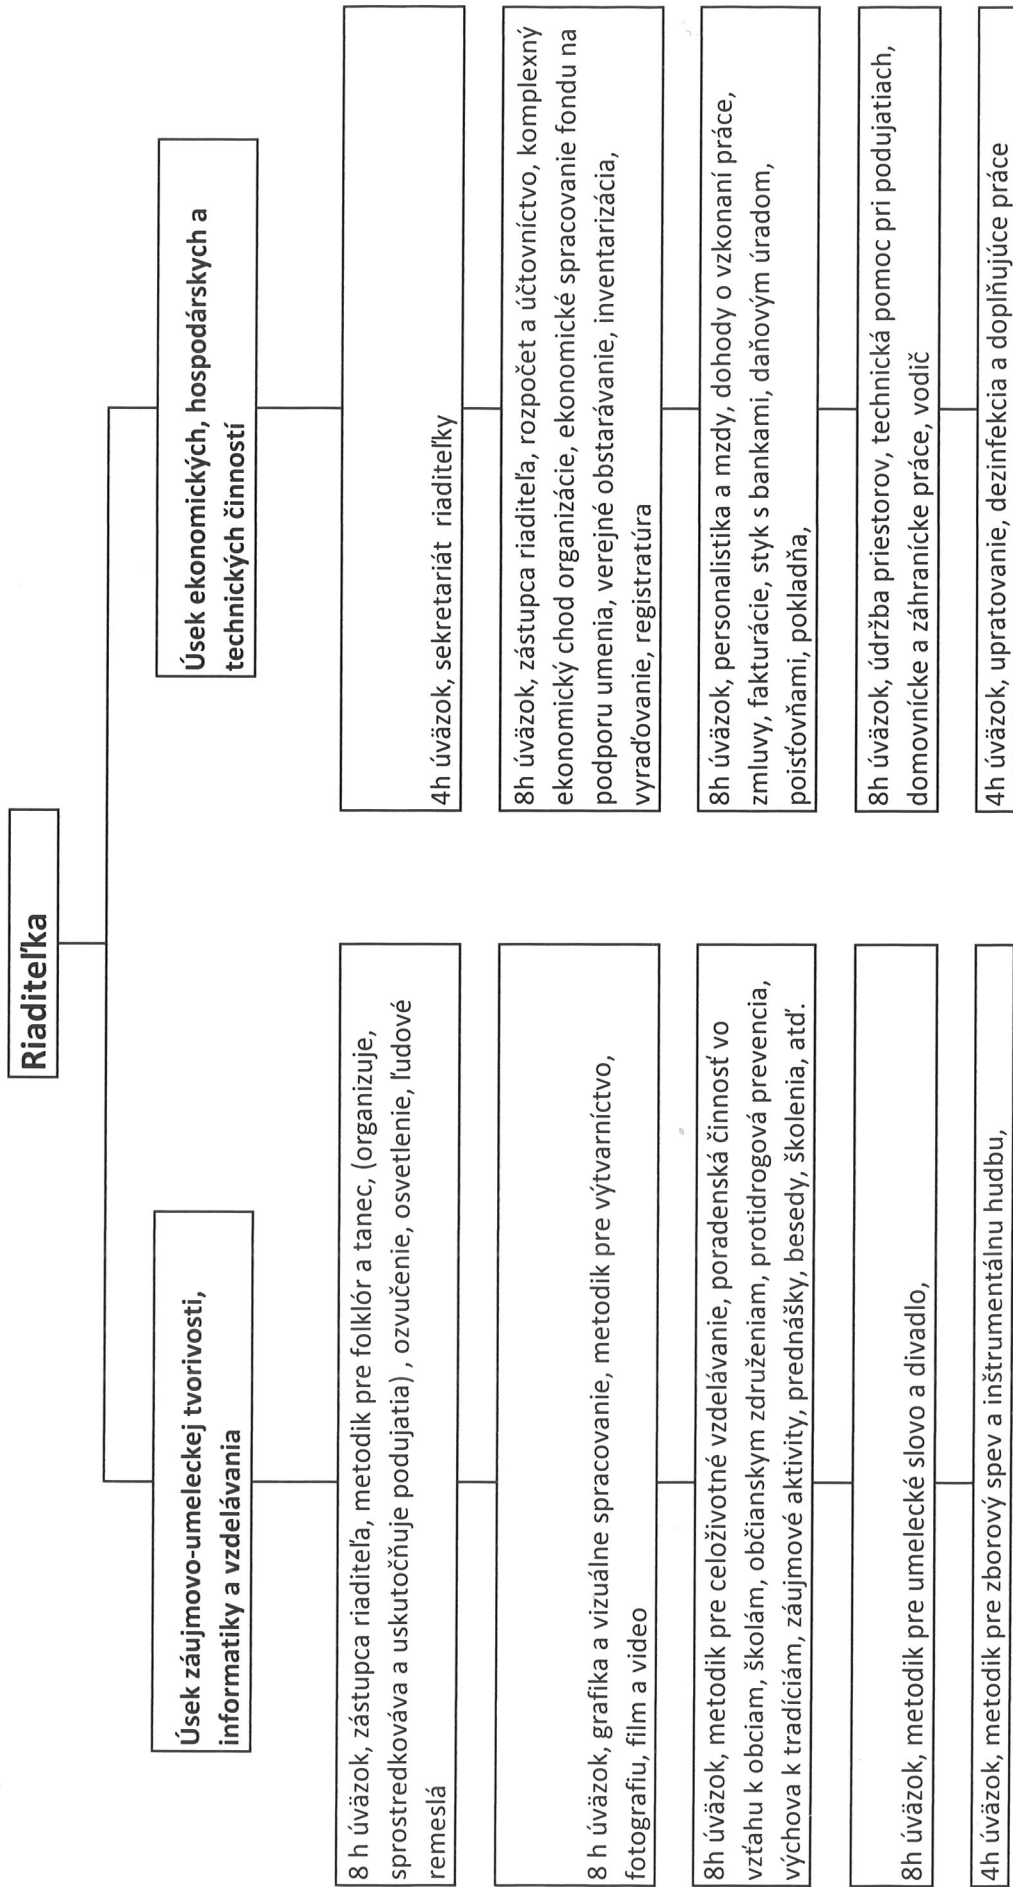 Riaditeľka
Úsek záujmovo-umeleckej tvorivosti,
informatiky a vzdelávania
8 h úväzok, zástupca riaditeľa, metodik pre folklór a tanec, (organizuje,
sprostredkováva a uskutočňuje podujatia) , ozvučenie, osvetlenie, ľudové
remeslá
8 h úväzok, grafika a vizuálne spracovanie, metodik pre výtvarníctvo,
fotografiu, film a video
8h úväzok, metodik pre celoživotné vzdelávanie, poradenská činnosť vo
vzťahu k obciam, školám, občianskym združeniam, protidrogová prevencia,
výchova k tradíciám, záujmové aktivity, prednášky, besedy, školenia, atď.
8h úväzok, metodik pre umelecké slovo a divadlo,
4h úväzok, metodik pre zborový spev a inštrumentálnu hudbu,
Úsek ekonomických, hospodárskych a
technických činností
4h úväzok, sekretariát riaditeľky
8h úväzok, zástupca riaditeľa, rozpočet a účtovníctvo, komplexný
ekonomický chod organizácie, ekonomické spracovanie fondu na
podporu umenia, verejné obstarávanie, inventarizácia,
vyraďovanie, registratúra
8h úväzok, personalistika a mzdy, dohody o vzkonaní práce,
zmluvy, fakturácie, styk s bankami, daňovým úradom,
poisťovňami, pokladňa,
8h úväzok, údržba priestorov, technická pomoc pri podujatiach,
domovnícke a záhranícke práce, vodič
4h úväzok, upratovanie, dezinfekcia a doplňujúce práce